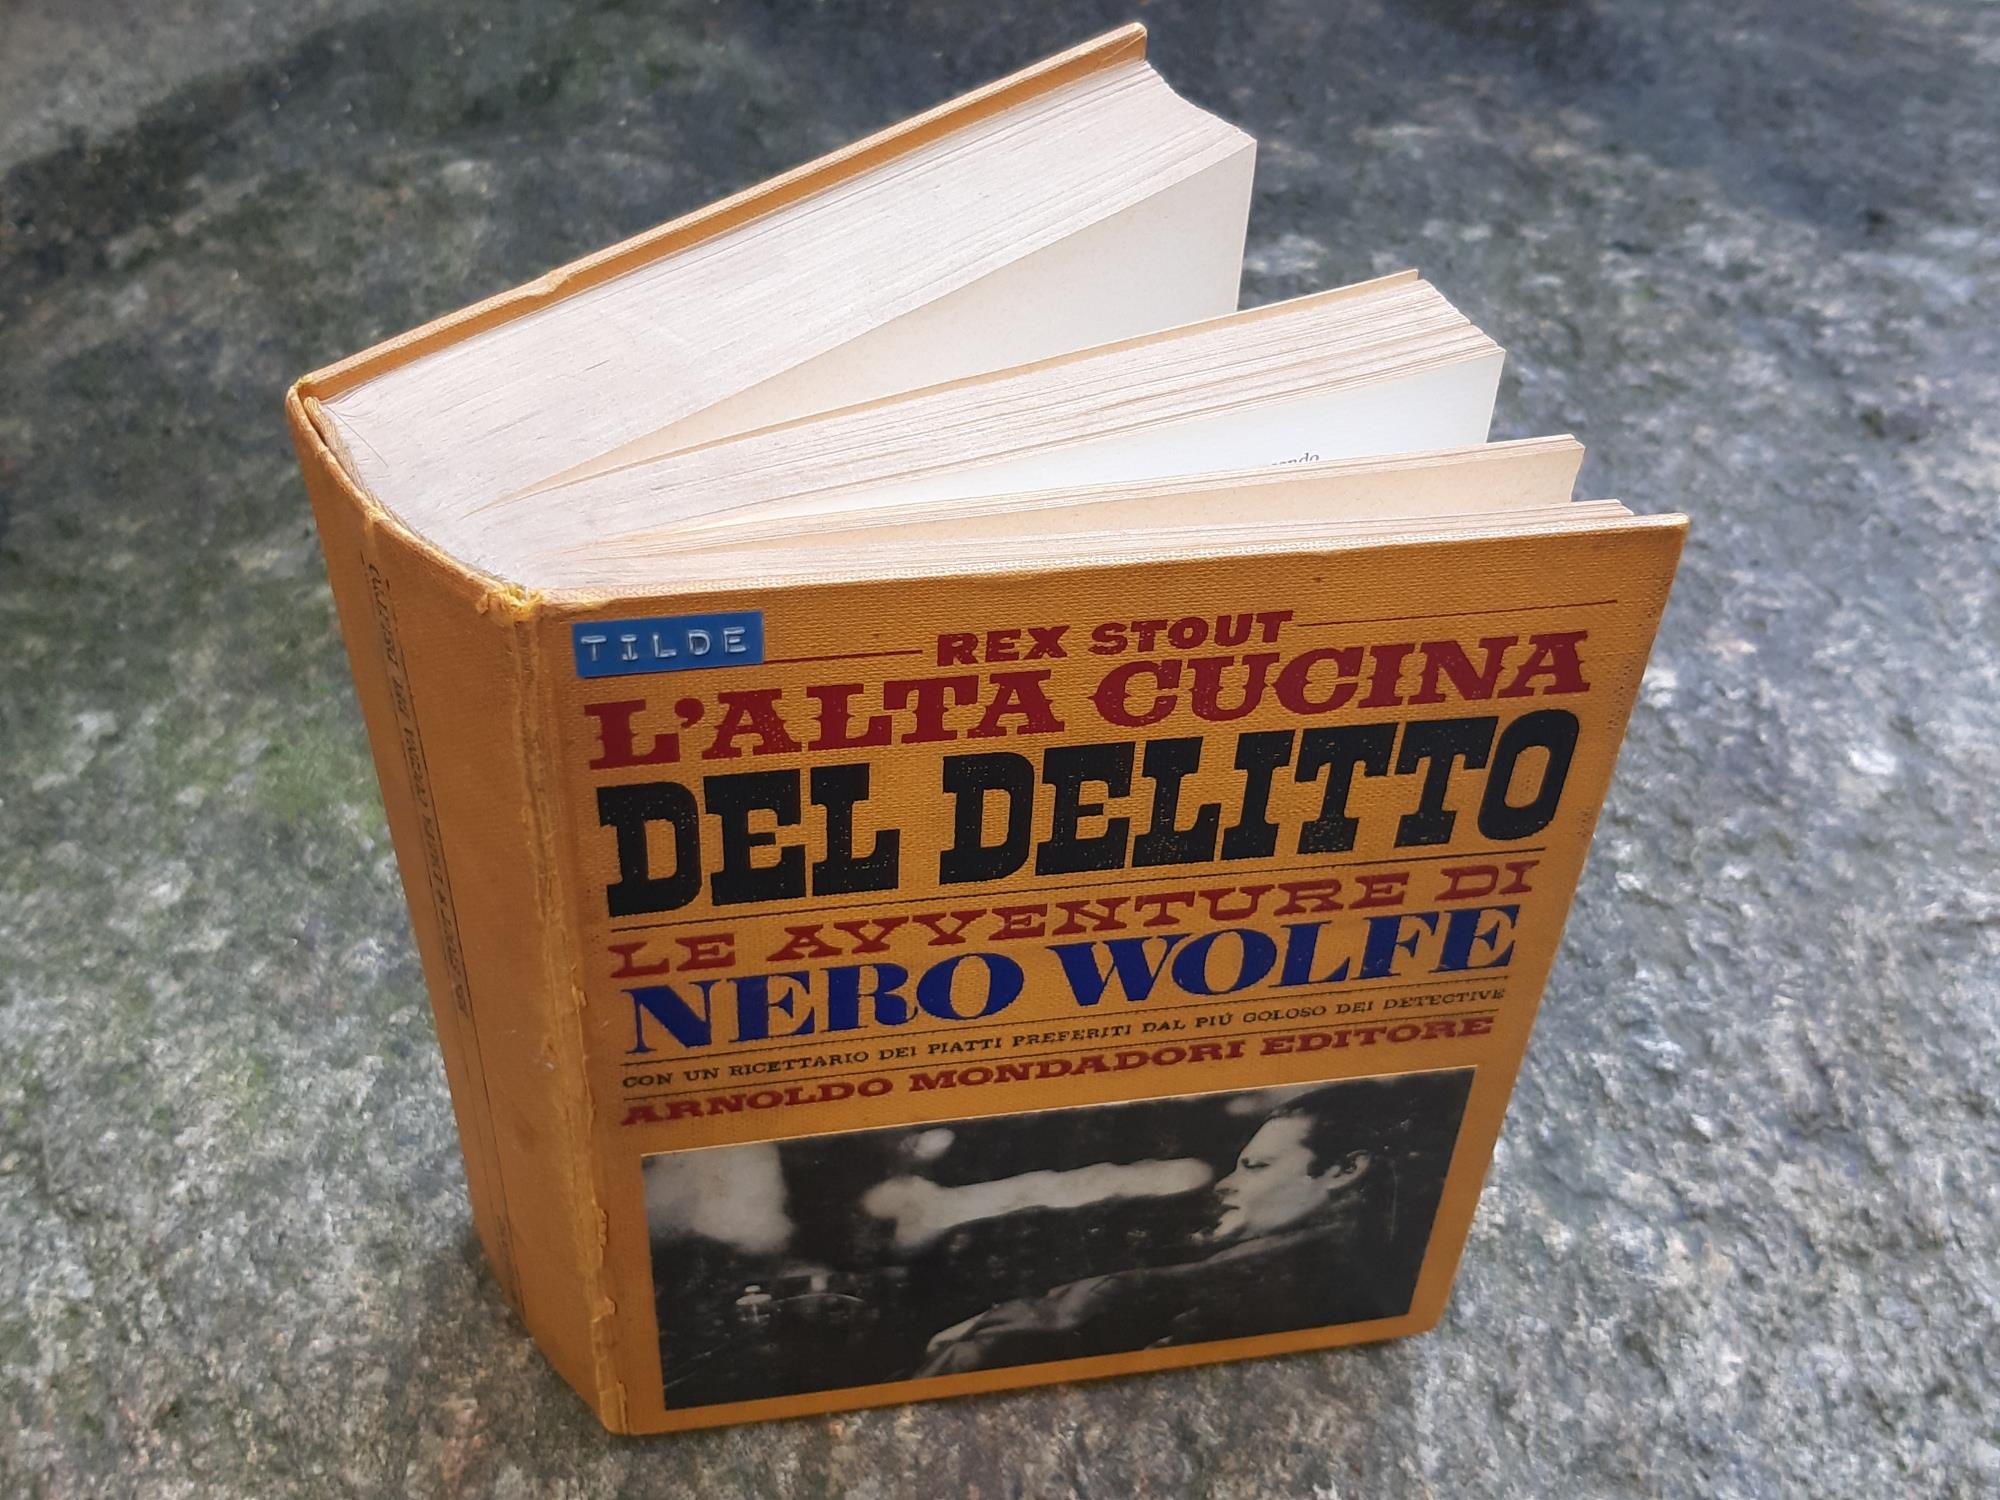 TILDE
REX STOUT
L'ALTA CUCINA
DEL DELITTO
LE AVVENTURE DI
NERO WOLFE
CON UN RICETTARIO DEI PIATTI PREFERITI DAL PIÚ GOLOSO DEI DETECTIVE
ARNOLDO MONDADORI EDITORE